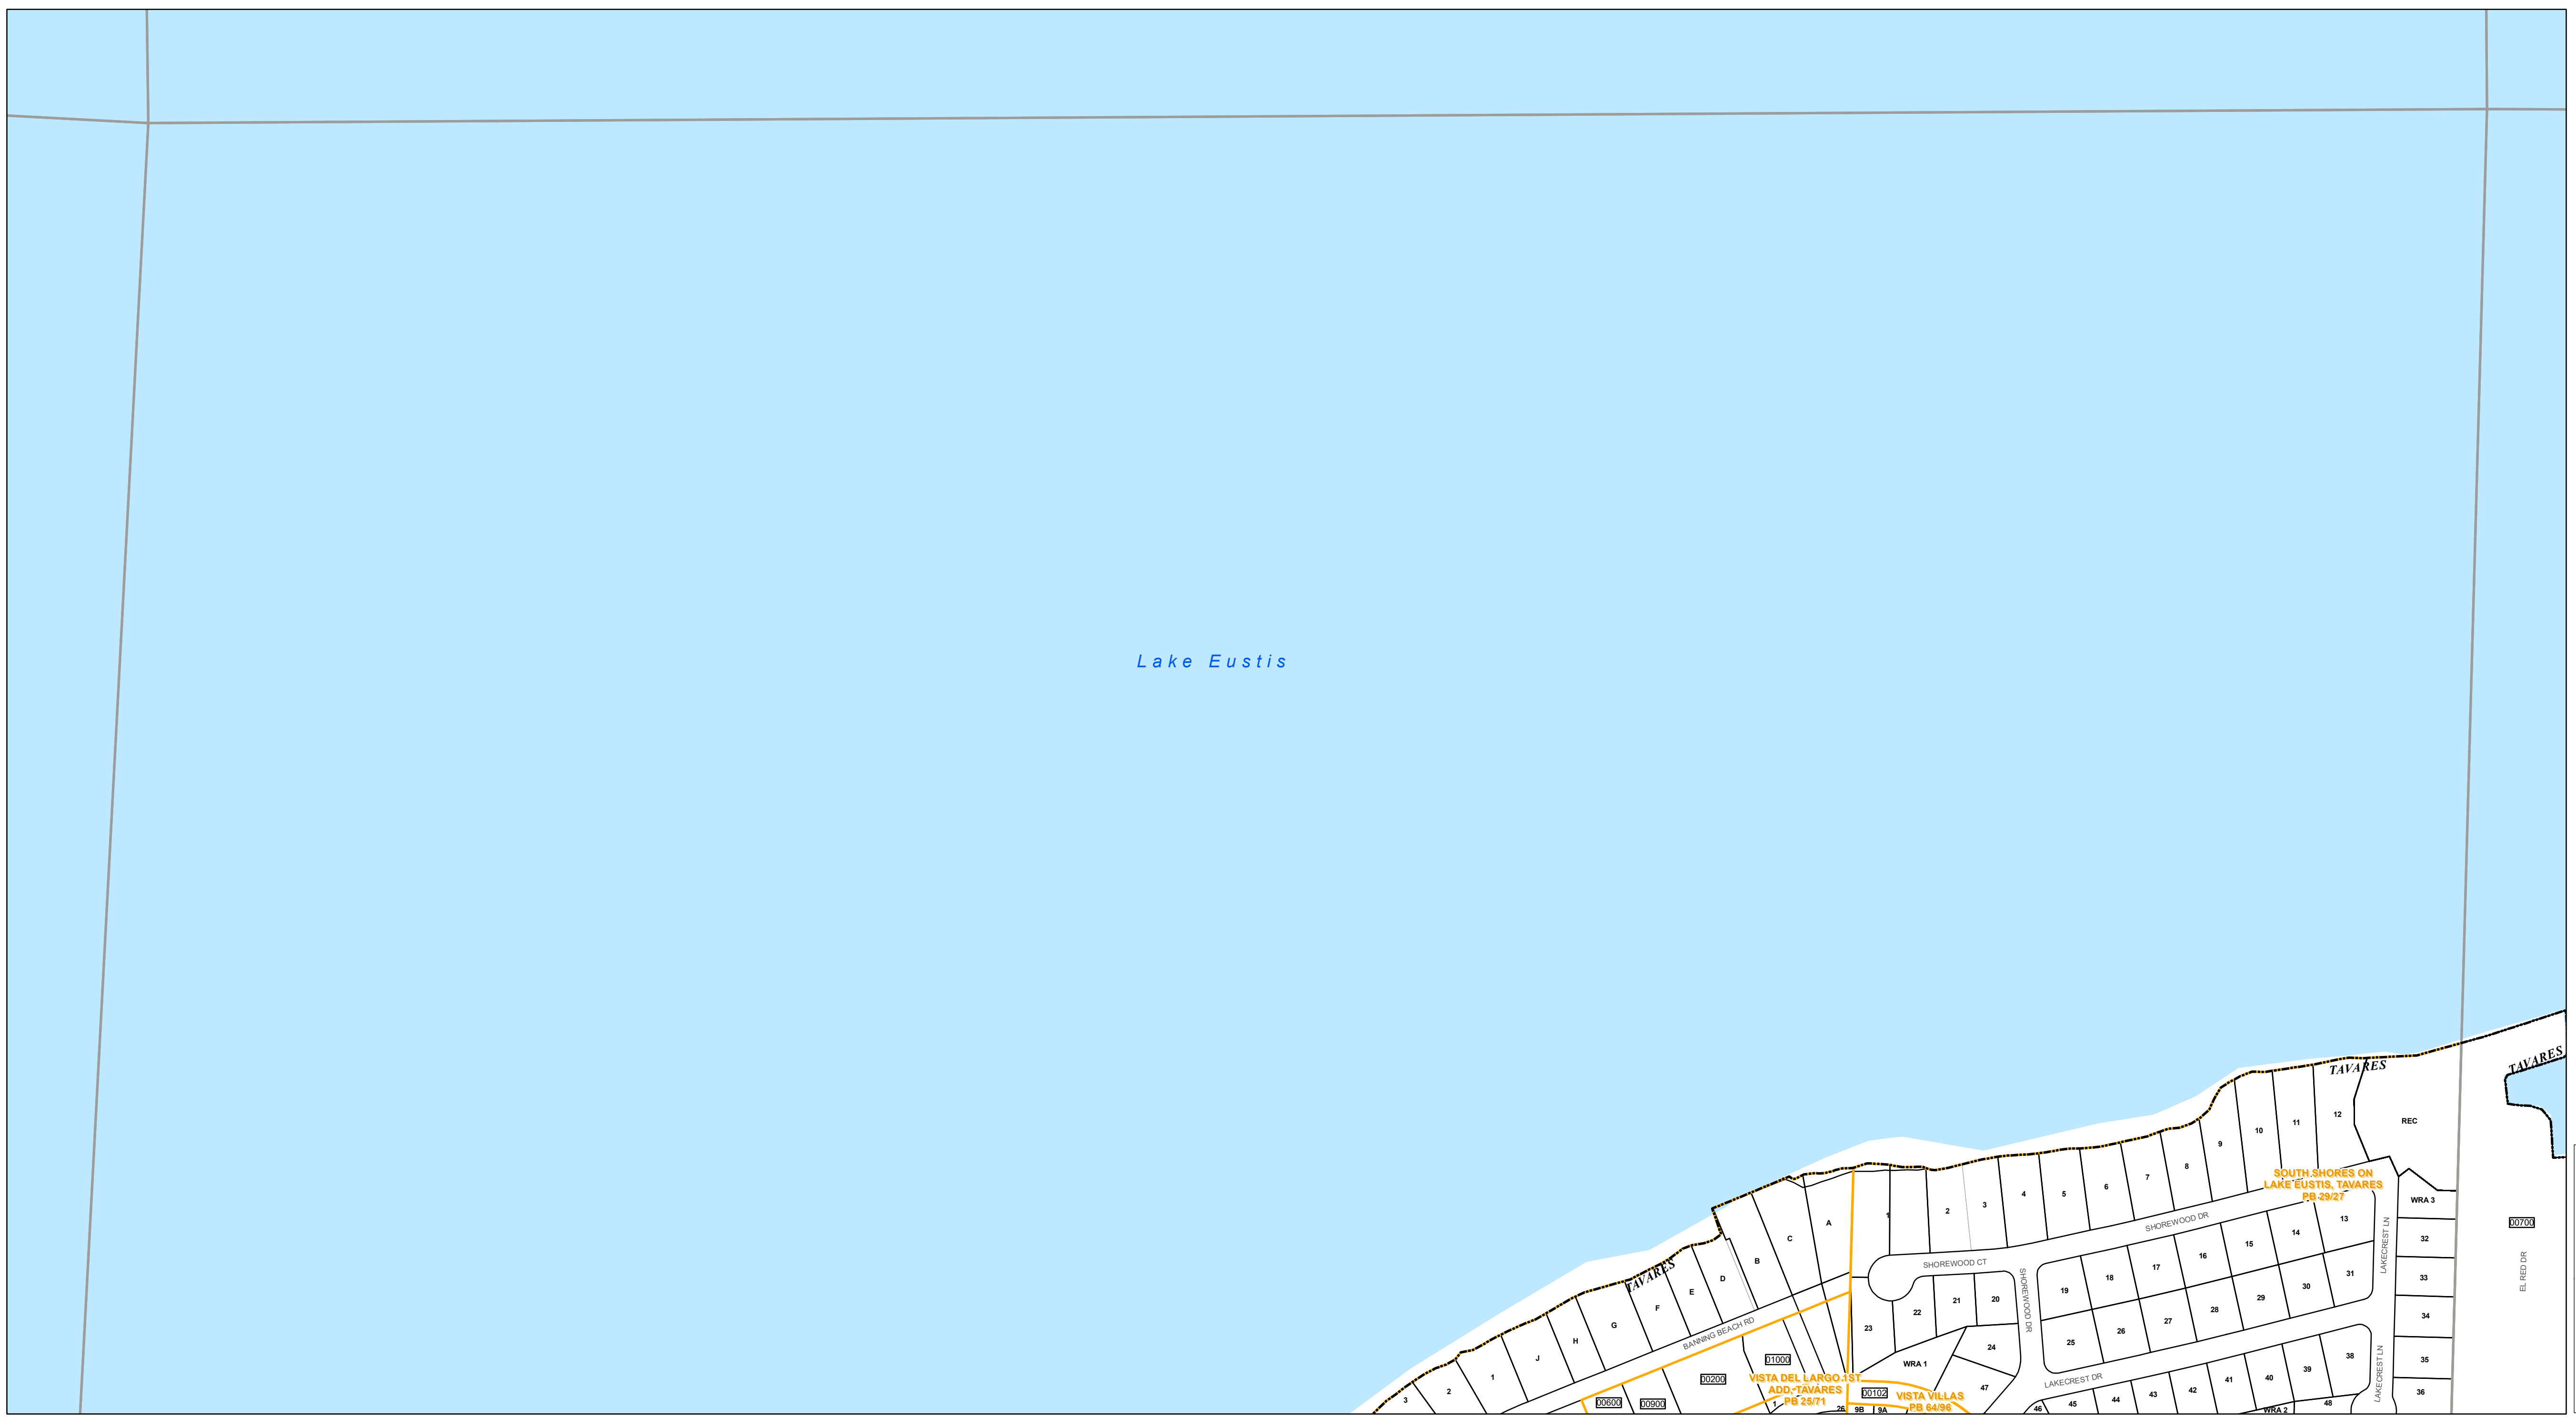 Lake Eustis
TAVARES
TAVARES
TAVARES
12
11
10
9
8
7
6
5
4
3
2
1
REC
SOUTH SHORES ON
LAKE EUSTIS, TAVARES
PB 29/27
WRA 3
SHOREWOOD DR
13
14
15
16
17
18
19
LAKECREST LN
32
33
34
35
36
00700
EL RED DR
A
C
B
D
E
F
G
H
J
1
2
3
BANNING BEACH RD
SHOREWOOD CT
SHOREWOOD DR
20
21
22
23
24
WRA 1
47
31
30
29
28
27
26
25
LAKECREST DR
LAKECREST LN
38
39
40
41
42
43
44
45
46
48
WRA 2
01000
00200
00900
00600
VISTA DEL LARGO 1ST
ADD, TAVARES
PB 25/71
1
26
00102
9B
9A
VISTA VILLAS
PB 64/96